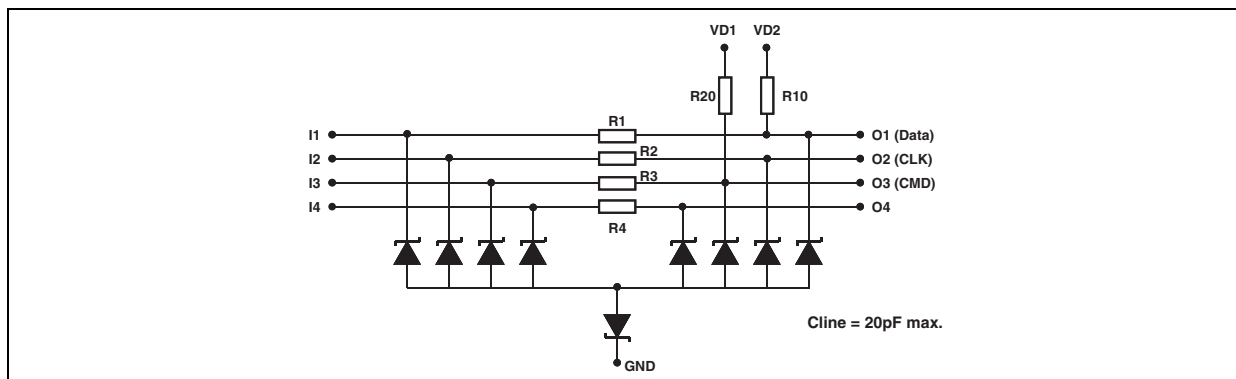 VD1 VD2
R20 R10
R1
I1 O1 (Data)
R2
I2 O2 (CLK)
R3
I3 O3 (CMD)
I4 O4
R4
Cline = 20pF max.
GND